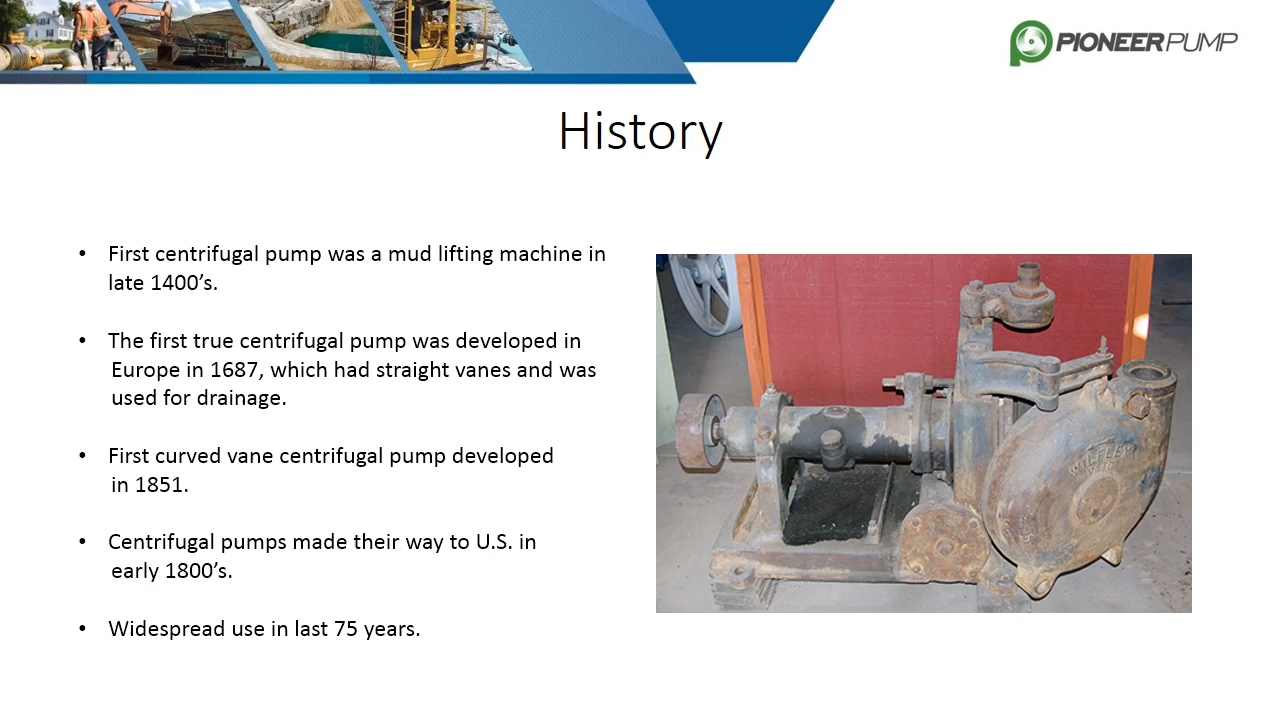 PIONEERPUMP
History
• First centrifugal pump was a mud lifting machine in
late 1400’s.
• The first true centrifugal pump was developed in
Europe in 1687, which had straight vanes and was
used for drainage.
• First curved vane centrifugal pump developed
in 1851.
• Centrifugal pumps made their way to U.S. in
early 1800’s.
• Widespread use in last 75 years.
WILFLEY